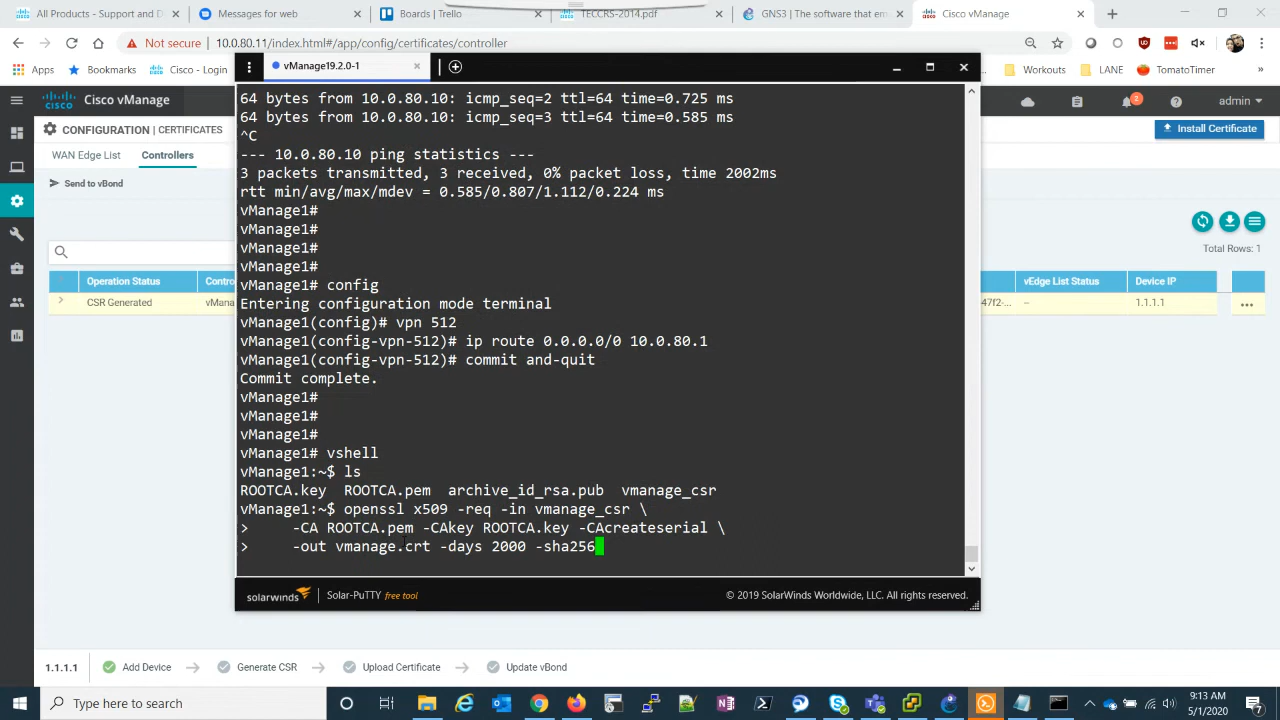 All Things Cisco Depar...
Messages for web
Boards | Trello
TECCRS-2014.pdf
GNS3 | The software that em
Cisco vManage
Not secure | 10.0.80.11/index.html#/app/config/certificates/controller
Apps
Bookmarks
Cisco - Login
Workouts
LANE
TomatoTimer
vManage19.2.0-1
Cisco vManage
2
admin
CONFIGURATION | CERTIFICATES
Install Certificate
WAN Edge List
Controllers
Send to vBond
Total Rows: 1
Operation Status
Contro
vEdge List Status
Device IP
CSR Generated
vMana
47f2-...
--
1.1.1.1
64 bytes from 10.0.80.10: icmp_seq=2 ttl=64 time=0.725 ms
64 bytes from 10.0.80.10: icmp_seq=3 ttl=64 time=0.585 ms
^C
--- 10.0.80.10 ping statistics ---
3 packets transmitted, 3 received, 0% packet loss, time 2002ms
rtt min/avg/max/mdev = 0.585/0.807/1.112/0.224 ms
vManage1#
vManage1#
vManage1#
vManage1#
vManage1# config
Entering configuration mode terminal
vManage1(config)# vpn 512
vManage1(config-vpn-512)# ip route 0.0.0.0/0 10.0.80.1
vManage1(config-vpn-512)# commit and-quit
Commit complete.
vManage1#
vManage1#
vManage1#
vManage1# vshell
vManage1:~$ ls
ROOTCA.key ROOTCA.pem archive_id_rsa.pub vmanage_csr
vManage1:~$ openssl x509 -req -in vmanage_csr \
> -CA ROOTCA.pem -CAkey ROOTCA.key -CAcreateserial \
> -out vmanage.crt -days 2000 -sha256
solarwinds
Solar-PuTTY free tool
© 2019 SolarWinds Worldwide, LLC. All rights reserved.
1.1.1.1
Add Device
Generate CSR
Upload Certificate
Update vBond
Type here to search
9:13 AM
5/1/2020